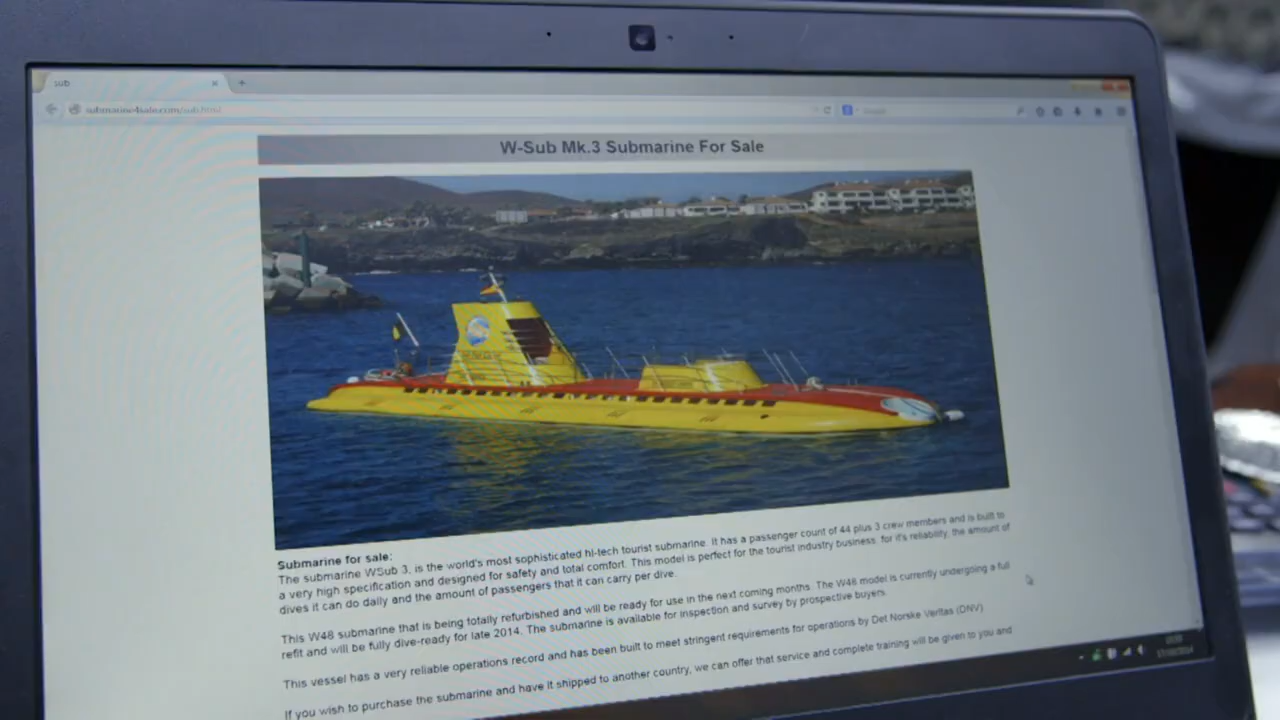 sub
submarine4sale.com/sub.html
W-Sub Mk.3 Submarine For Sale
Submarine for sale:
The submarine WSub 3, is the world's most sophisticated hi-tech tourist submarine. It has a passenger count of 44 plus 3 crew members and is built to
a very high specification and designed for safety and total comfort. This model is perfect for the tourist industry business, for it's reliability, the amount of
dives it can do daily and the amount of passengers that it can carry per dive.
This W48 submarine that is being totally refurbished and will be ready for use in the next coming months. The W48 model is currently undergoing a full
refit and will be fully dive-ready for late 2014. The submarine is available for inspection and survey by prospective buyers.
This vessel has a very reliable operations record and has been built to meet stringent requirements for operations by Det Norske Veritas (DNV)
If you wish to purchase the submarine and have it shipped to another country, we can offer that service and complete training will be given to you and